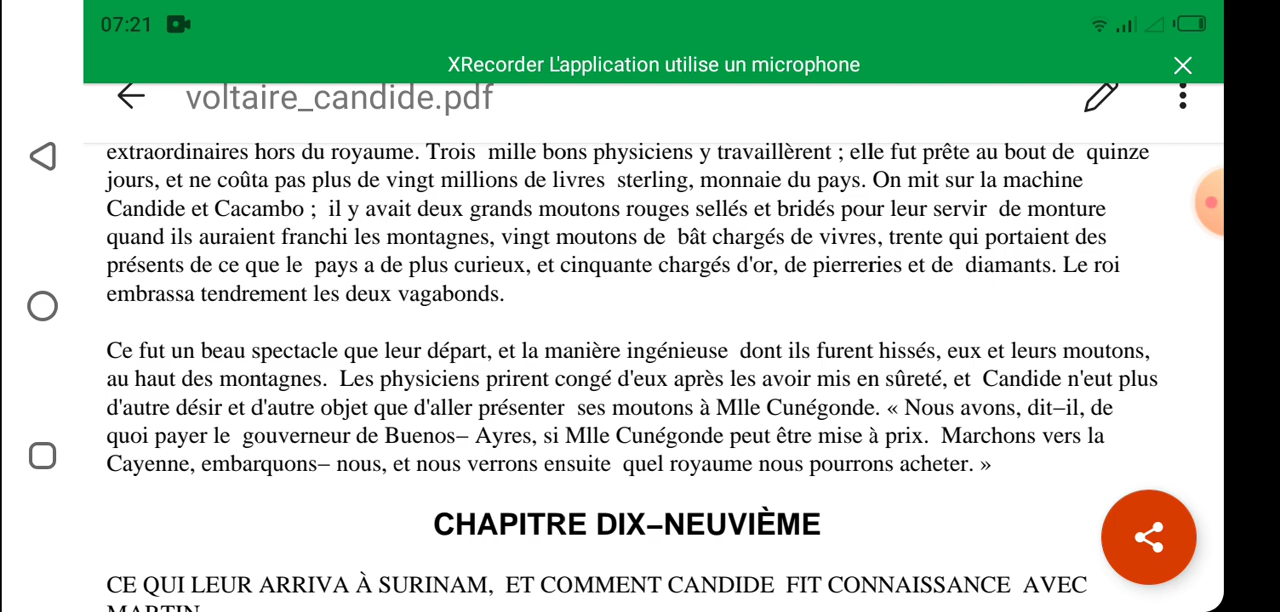 07:21
XRecorder L'application utilise un microphone
voltaire_candide.pdf
extraordinaires hors du royaume. Trois mille bons physiciens y travaillèrent ; elle fut prête au bout de quinze
jours, et ne coûta pas plus de vingt millions de livres sterling, monnaie du pays. On mit sur la machine
Candide et Cacambo ; il y avait deux grands moutons rouges sellés et bridés pour leur servir de monture
quand ils auraient franchi les montagnes, vingt moutons de bât chargés de vivres, trente qui portaient des
présents de ce que le pays a de plus curieux, et cinquante chargés d'or, de pierreries et de diamants. Le roi
embrassa tendrement les deux vagabonds.
Ce fut un beau spectacle que leur départ, et la manière ingénieuse dont ils furent hissés, eux et leurs moutons,
au haut des montagnes. Les physiciens prirent congé d'eux après les avoir mis en sûreté, et Candide n'eut plus
d'autre désir et d'autre objet que d'aller présenter ses moutons à Mlle Cunégonde. « Nous avons, dit−il, de
quoi payer le gouverneur de Buenos− Ayres, si Mlle Cunégonde peut être mise à prix. Marchons vers la
Cayenne, embarquons− nous, et nous verrons ensuite quel royaume nous pourrons acheter. »
CHAPITRE DIX−NEUVIÈME
CE QUI LEUR ARRIVA À SURINAM, ET COMMENT CANDIDE FIT CONNAISSANCE AVEC
MARTIN